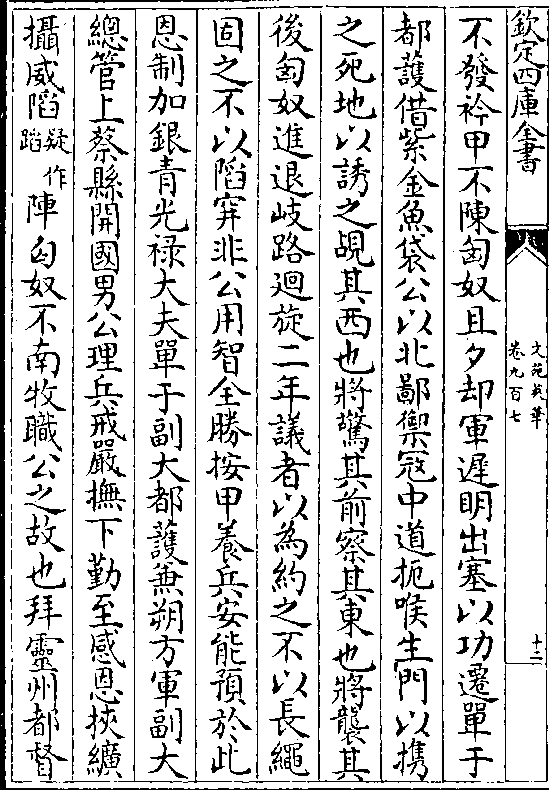 欽定四庫全書
文苑英華
卷九百七
十二
不發衿甲不陳匈奴且夕却軍遲明出塞以功遷單于
都護借紫金魚袋公以北鄙禦冦中道扼喉生門以携
之死地以誘之覘其西也將驚其前察其東也將襲其
後匈奴進退岐路迴旋二年議者以為約之不以長繩
固之不以陷穽非公用智全勝按甲養兵安能預於此
恩制加銀青光禄大夫單于副大都護兼朔方軍副大
總管上蔡縣開國男公理兵戒嚴撫下勤至感恩挾纊
攝威陷疑作蹈陣匈奴不南牧職公之故也拜靈州都督